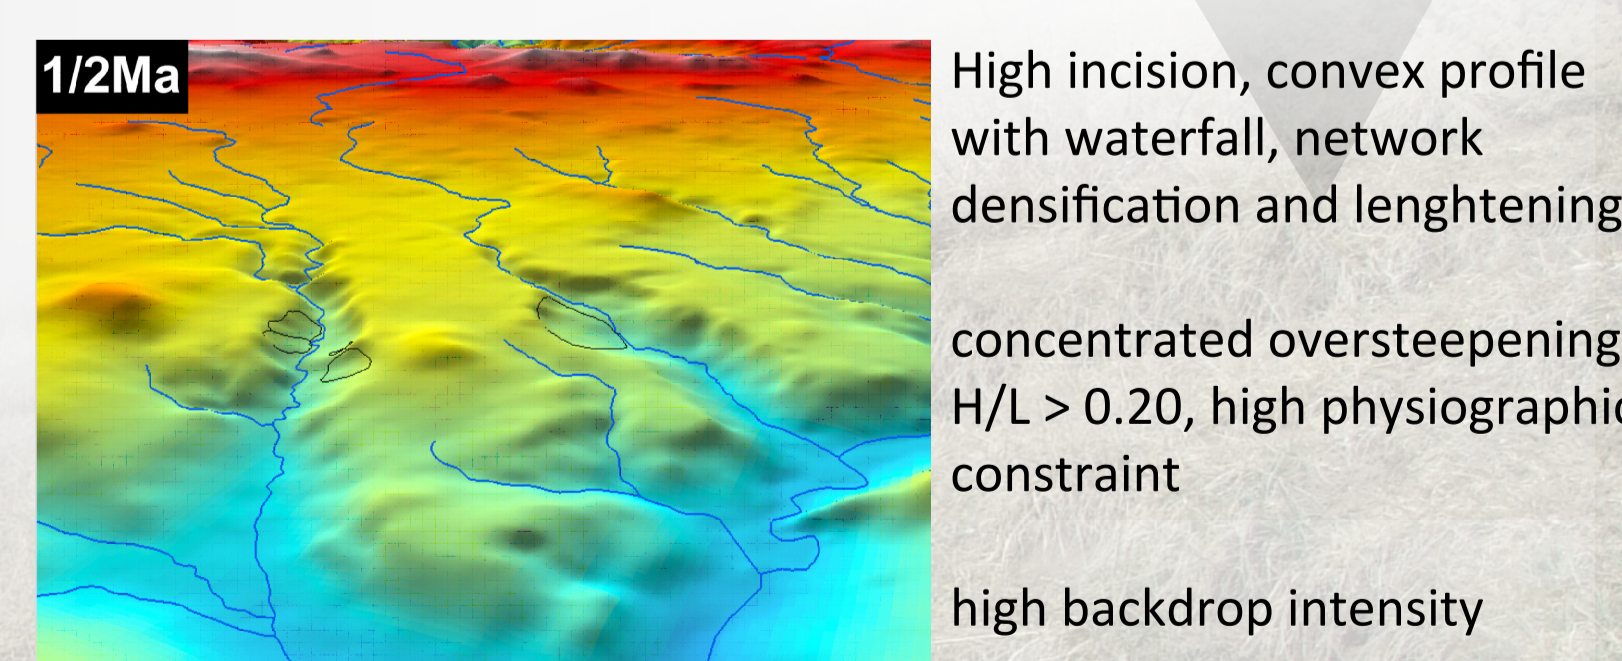 1/2Ma
High incision, convex profile
with waterfall, network
densification and lenghtening
concentrated oversteepening
H/L > 0.20, high physiographic
constraint
high backdrop intensity